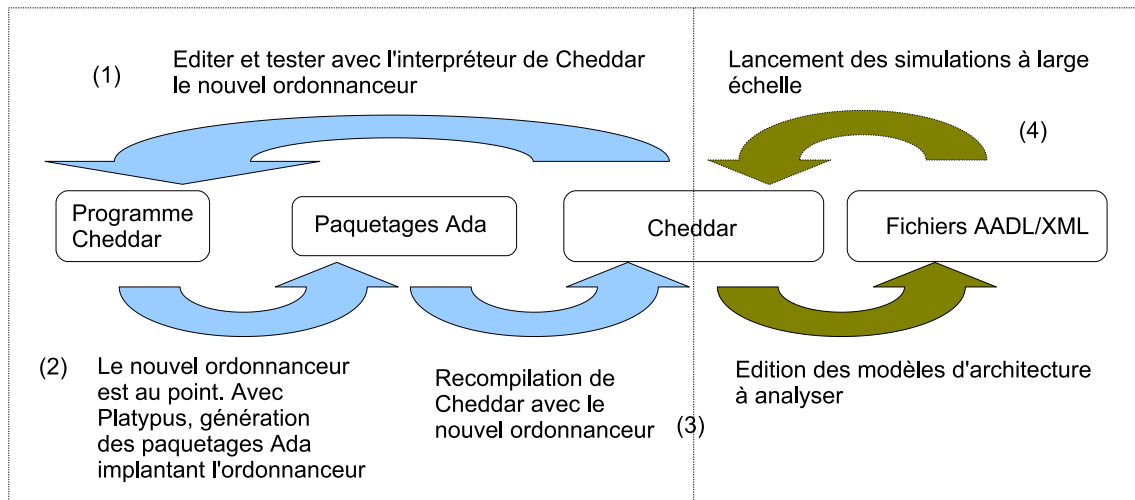 (1)
Editer et tester avec l'interpréteur de Cheddar
le nouvel ordonnanceur
Lancement des simulations à large
échelle
(4)
Programme
Cheddar
Paquetages Ada
Cheddar
Fichiers AADL/XML
(2)
Le nouvel ordonnanceur
est au point. Avec
Platypus, génération
des paquetages Ada
implantant l'ordonnanceur
Recompilation de
Cheddar avec le
nouvel ordonnanceur
(3)
Edition des modèles d'architecture
à analyser